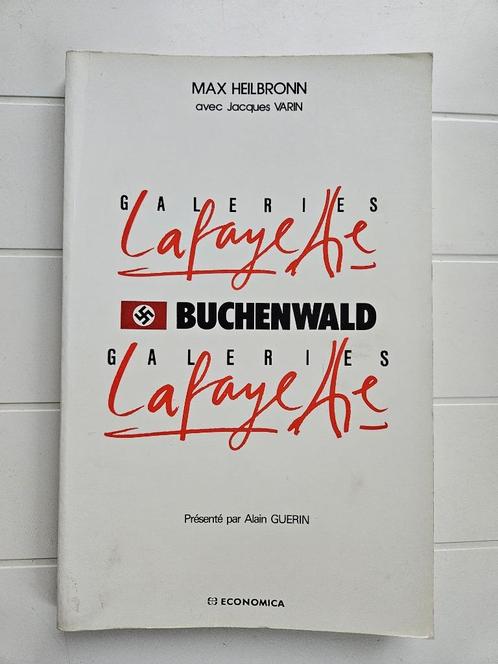 MAX HEILBRONN
avec Jacques VARIN
GALERIES
Lafayette
BUCHENWALD
GALERIES
Lafayette
Présenté par Alain GUERIN
ECONOMICA